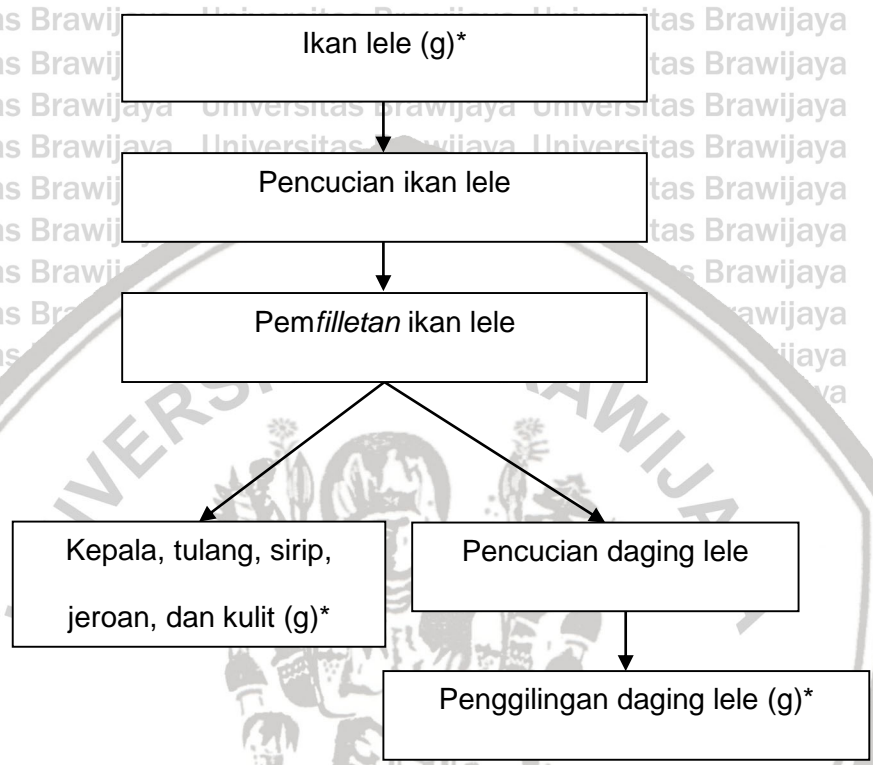 Ikan lele (g)*
Pencucian ikan lele
Pemfilletan ikan lele
Kepala, tulang, sirip,
jeroan, dan kulit (g)*
Pencucian daging lele
Penggilingan daging lele (g)*